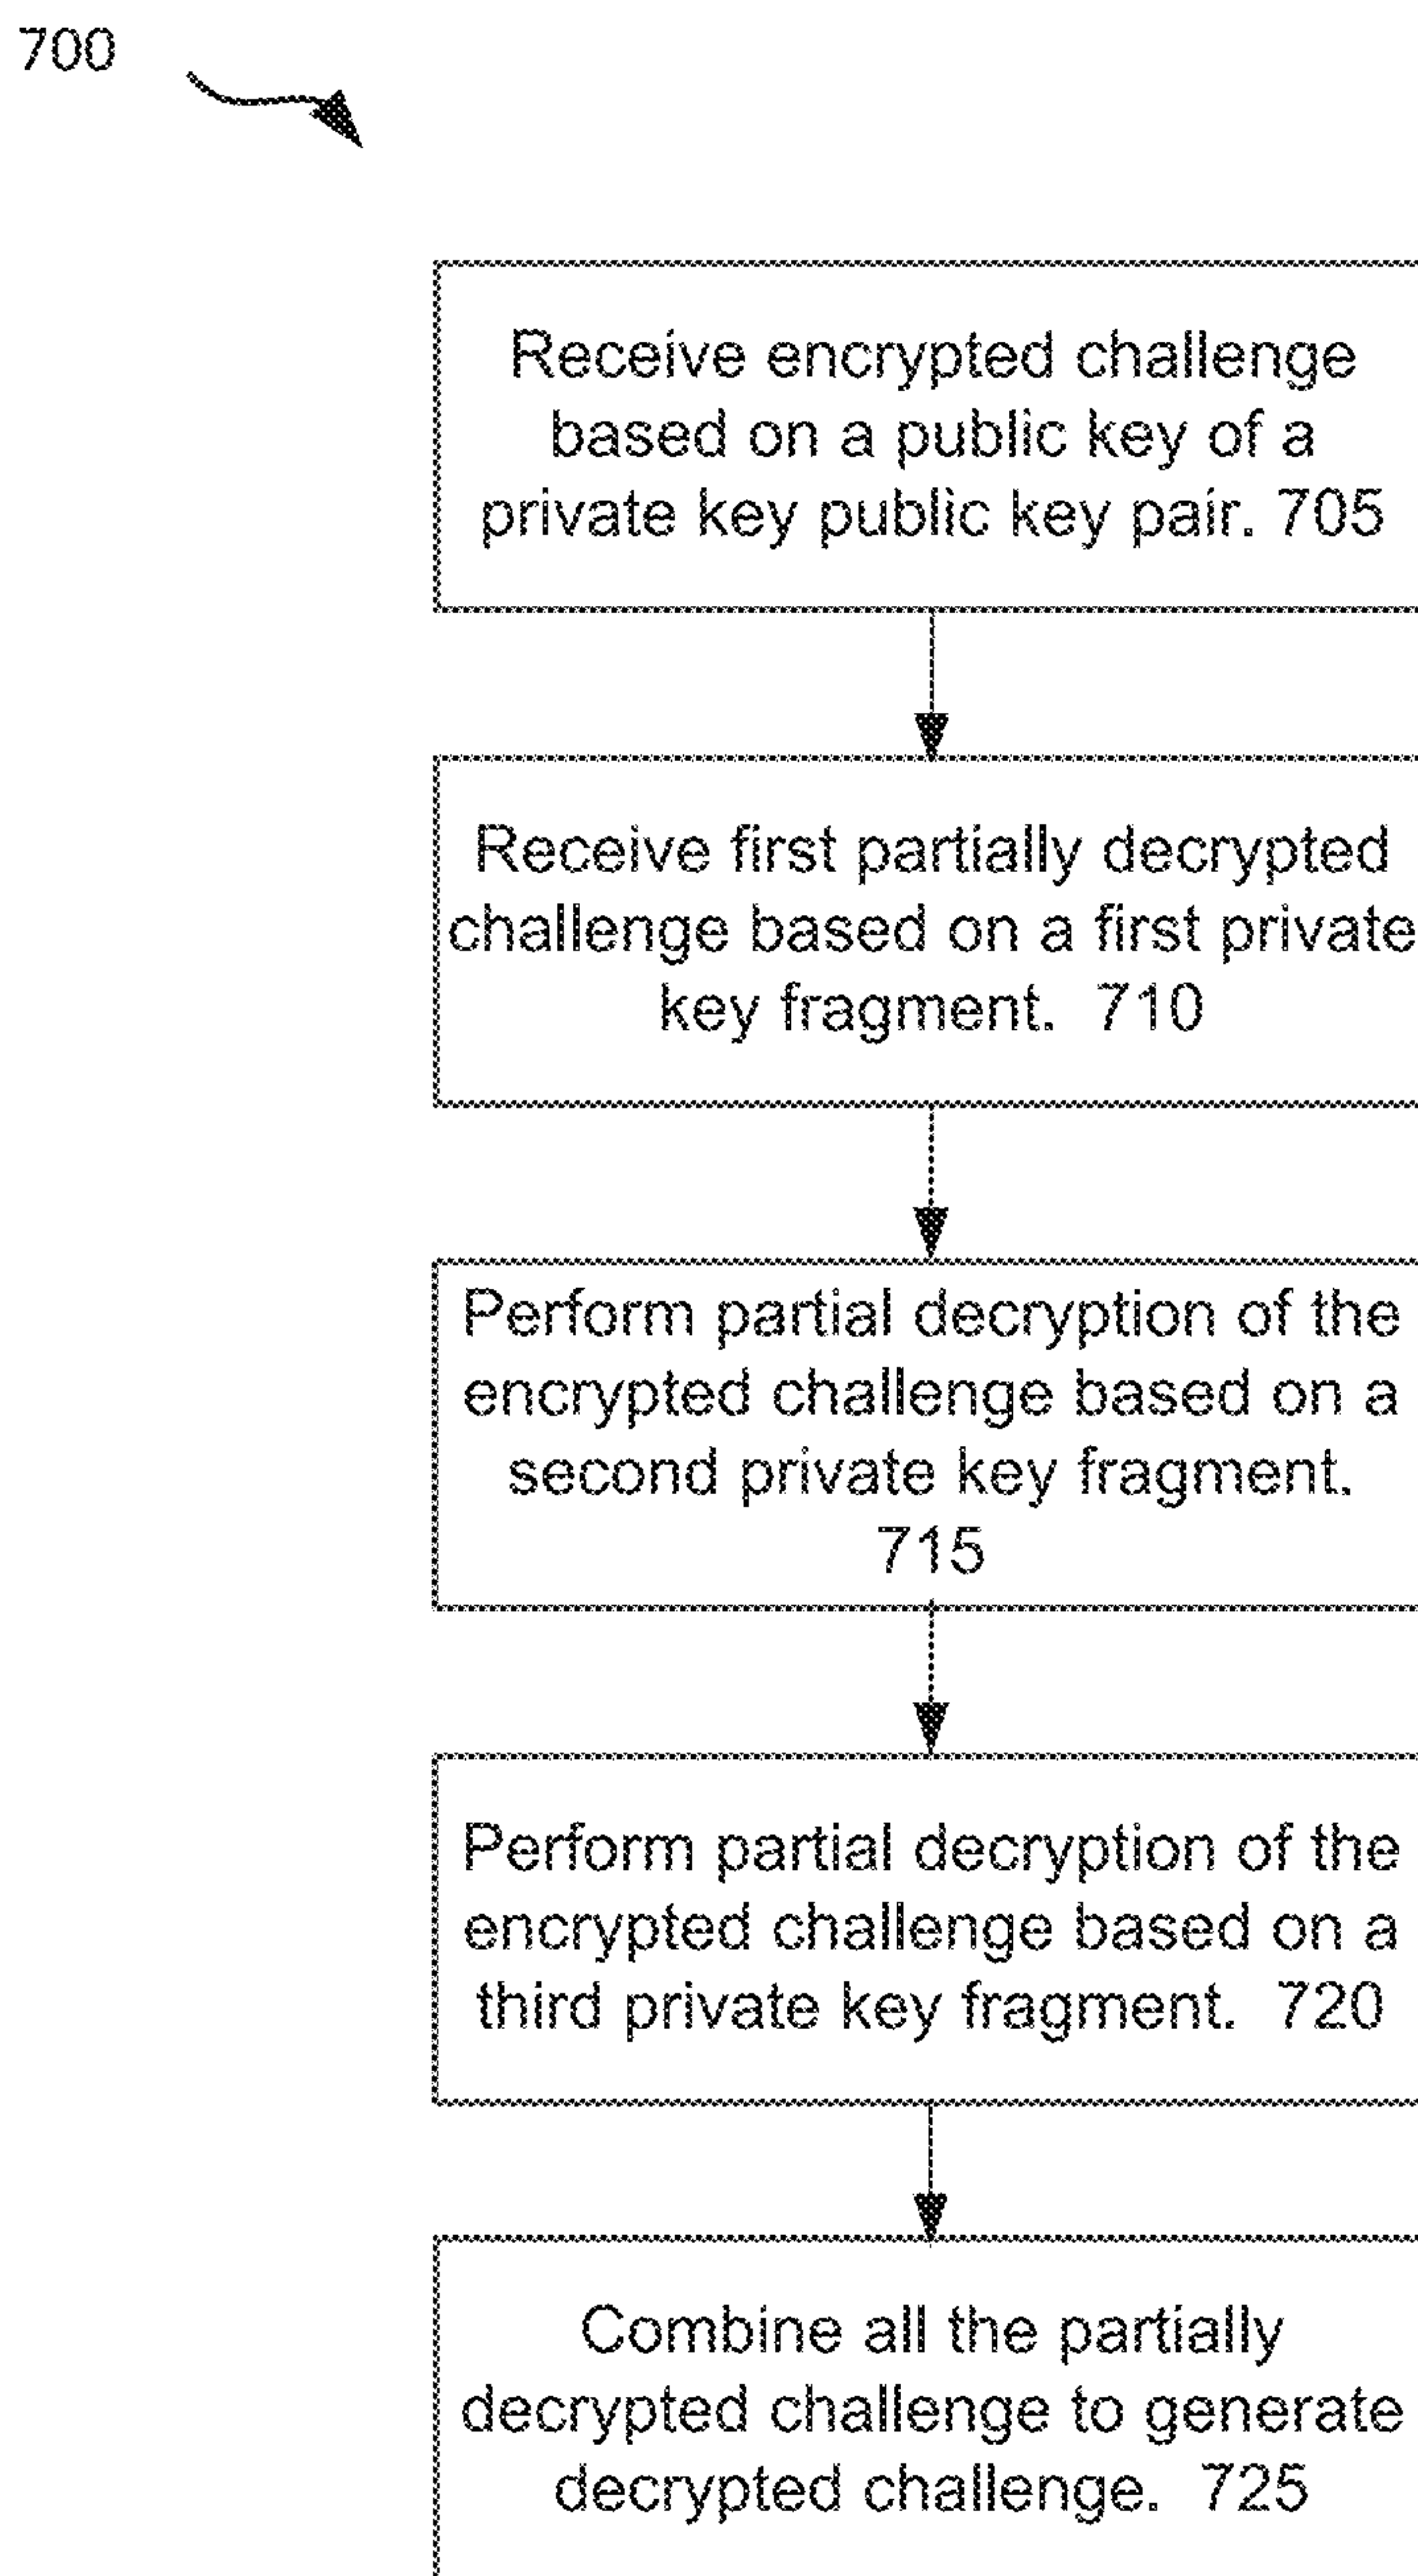 700
Receive encrypted challenge
based on a public key of a
private key public key pair. 705
Receive first partially decrypted
challenge based on a first private
key fragment. 710
Perform partial decryption of the
encrypted challenge based on a
second private key fragment.
715
Perform partial decryption of the
encrypted challenge based on a
third private key fragment. 720
Combine all the partially
decrypted challenge to generate
decrypted challenge. 725